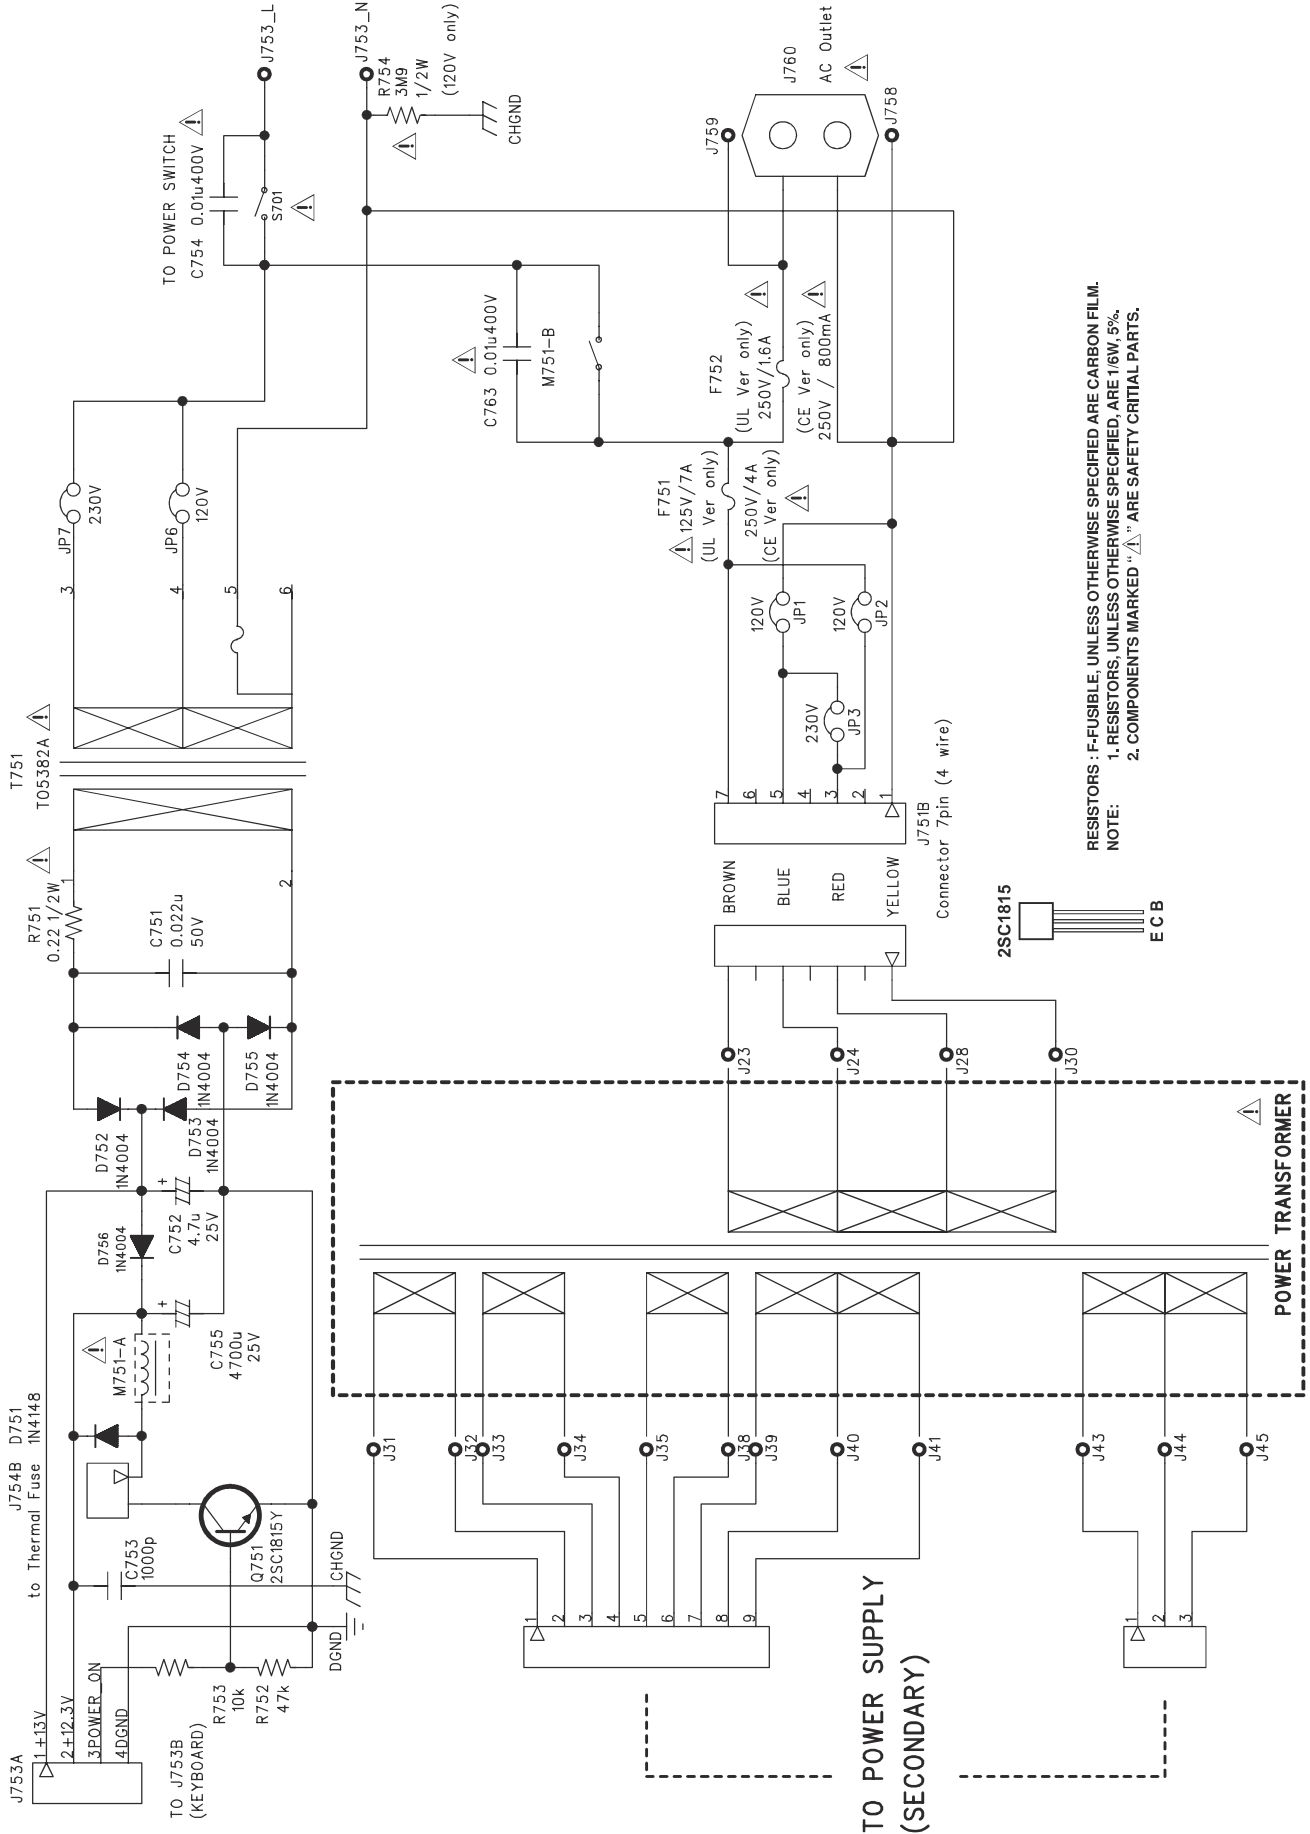 J753A
1 +13V
2+12.3V
3POWER_ON
4DGND
TO J753B
(KEYBOARD)
J754B
to Thermal Fuse
D751
1N4148
C753
1000p
R753
10k
R752
47k
Q751
2SC1815Y
DGND
CHGND
M751-A
C755
4700u
25V
D756
1N4004
C752
4.7u
25V
+
+
D752
1N4004
D753
1N4004
D754
1N4004
D755
1N4004
R751
0.22 1/2W
C751
0.022u
50V
1
2
T751
TO5382A
3
4
5
6
JP7
230V
JP6
120V
TO POWER SWITCH
C754 0.01u400V
S701
J753_L
J753_N
R754
3M9
1/2W
(120V only)
CHGND
C763 0.01u400V
M751-B
F752
(UL Ver only)
250V/1.6A
(CE Ver only)
250V / 800mA
J759
J760
AC Outlet
J758
F751
125V/7A
(UL Ver only)
250V/4A
(CE Ver only)
120V
JP1
120V
JP2
230V
JP3
7
6
5
4
3
2
1
J751B
Connector 7pin (4 wire)
BROWN
BLUE
RED
YELLOW
J23
J24
J28
J30
POWER TRANSFORMER
J31
J32
J33
J34
J35
J38
J39
J40
J41
J43
J44
J45
1
2
3
4
5
6
7
8
9
1
2
3
TO POWER SUPPLY
(SECONDARY)
2SC1815
E C B
RESISTORS : F-FUSIBLE, UNLESS OTHERWISE SPECIFIED ARE CARBON FILM.
NOTE: 1. RESISTORS, UNLESS OTHERWISE SPECIFIED, ARE 1/6W, 5%.
2. COMPONENTS MARKED “⚠” ARE SAFETY CRITIAL PARTS.